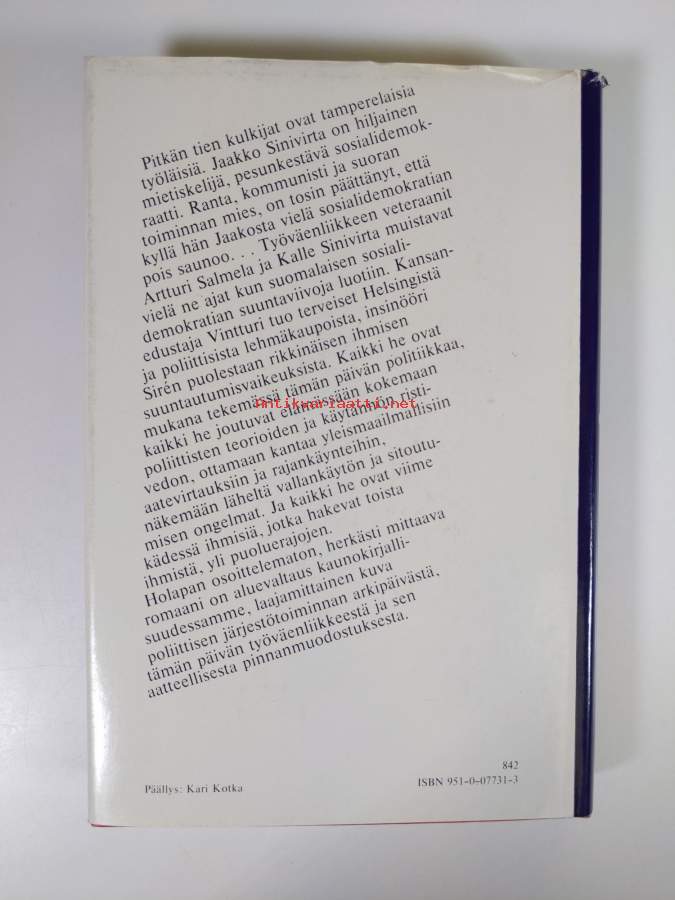 Pitkän tien kulkijat ovat tamperelaisia
työläisiä. Jaakko Sinivirta on hiljainen
mietiskelijä, pesunkestävä sosialidemok-
raatti. Ranta, kommunisti ja suoran
toiminnan mies, on tosin päättänyt, että
kyllä hän Jaakosta vielä sosialidemokratian
pois saunoo. . . Työväenliikkeen veteraanit
Artturi Salmela ja Kalle Sinivirta muistavat
vielä ne ajat kun suomalaisen sosiali-
demokratian suuntaviivoja luotiin. Kansan-
edustaja Vintturi tuo terveiset Helsingistä
ja poliittisista lehmäkaupoista, insinööri
Sirén puolestaan rikkinäisen ihmisen
suuntautumisvaikeuksista. Kaikki he ovat
mukana tekemässä tämän päivän politiikkaa,
kaikki he joutuvat elämässään kokemaan
poliittisten teorioiden ja käytännön risti-
vedon, ottamaan kantaa yleismaailmallisiin
aatevirtauksiin ja rajankäynteihin,
näkemään läheltä vallankäytön ja sitoutu-
misen ongelmat. Ja kaikki he ovat viime
kädessä ihmisiä, jotka hakevat toista
ihmistä, yli puoluerajojen.
Holapan osoittelematon, herkästi mittaava
romaani on aluevaltaus kaunokirjalli-
suudessamme, laajamittainen kuva
poliittisen järjestötoiminnan arkipäivästä,
tämän päivän työväenliikkeestä ja sen
aatteellisesta pinnanmuodostuksesta.
antikvariaatti.net
842
Päällys: Kari Kotka
ISBN 951-0-07731-3